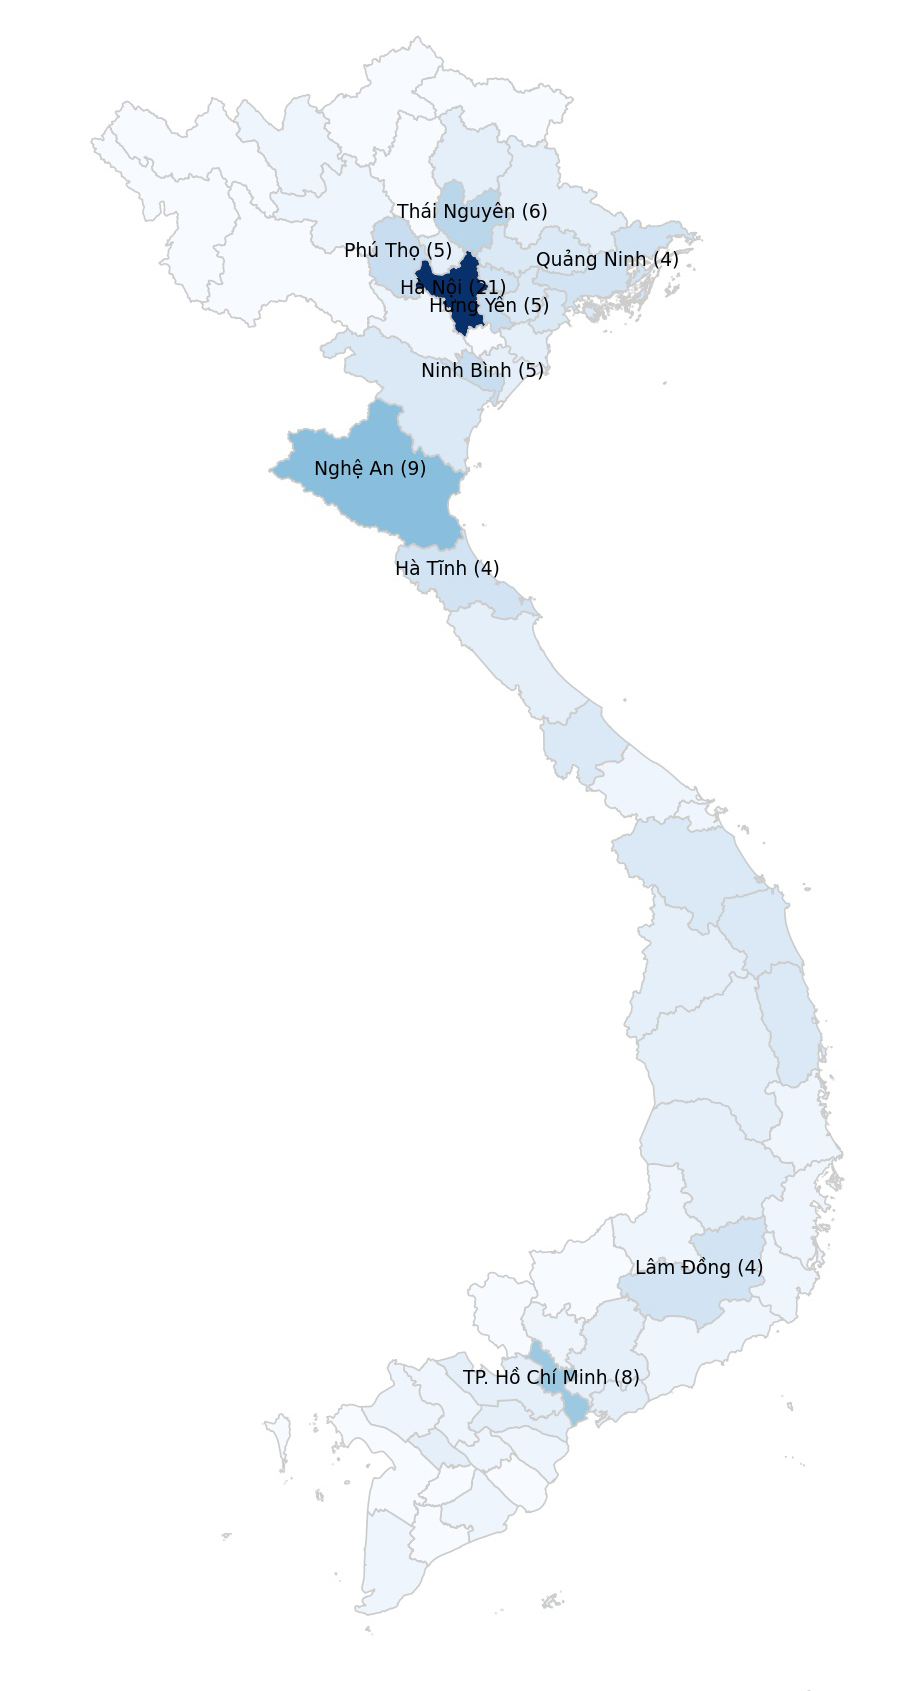 Thái Nguyên (6)
Phú Thọ (5)
Quảng Ninh (4)
Hà Nội (21)
Hưng Yên (5)
Ninh Bình (5)
Nghệ An (9)
Hà Tĩnh (4)
Lâm Đồng (4)
TP. Hồ Chí Minh (8)